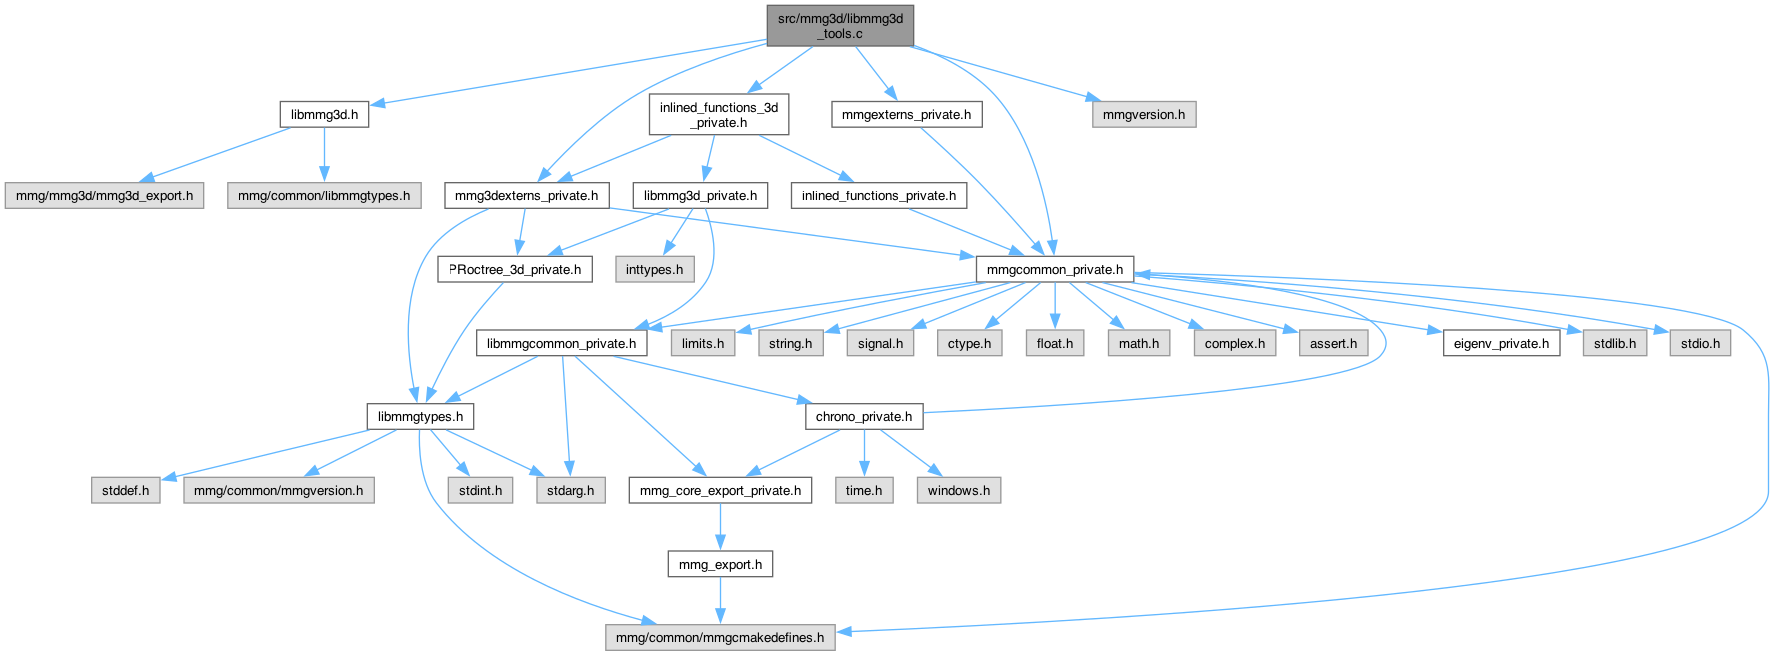 src/mmg3d/libmmg3d
_tools.c
libmmg3d.h
inlined_functions_3d
_private.h
mmgexterns_private.h
mmgversion.h
mmg/mmg3d/mmg3d_export.h
mmg/common/libmmgtypes.h
mmg3dexterns_private.h
libmmg3d_private.h
inlined_functions_private.h
PRoctree_3d_private.h
inttypes.h
mmgcommon_private.h
libmmgcommon_private.h
limits.h
string.h
signal.h
ctype.h
float.h
math.h
complex.h
assert.h
eigenv_private.h
stdlib.h
stdio.h
libmmgtypes.h
chrono_private.h
stddef.h
mmg/common/mmgversion.h
stdint.h
stdarg.h
mmg_core_export_private.h
time.h
windows.h
mmg_export.h
mmg/common/mmgcmakedefines.h